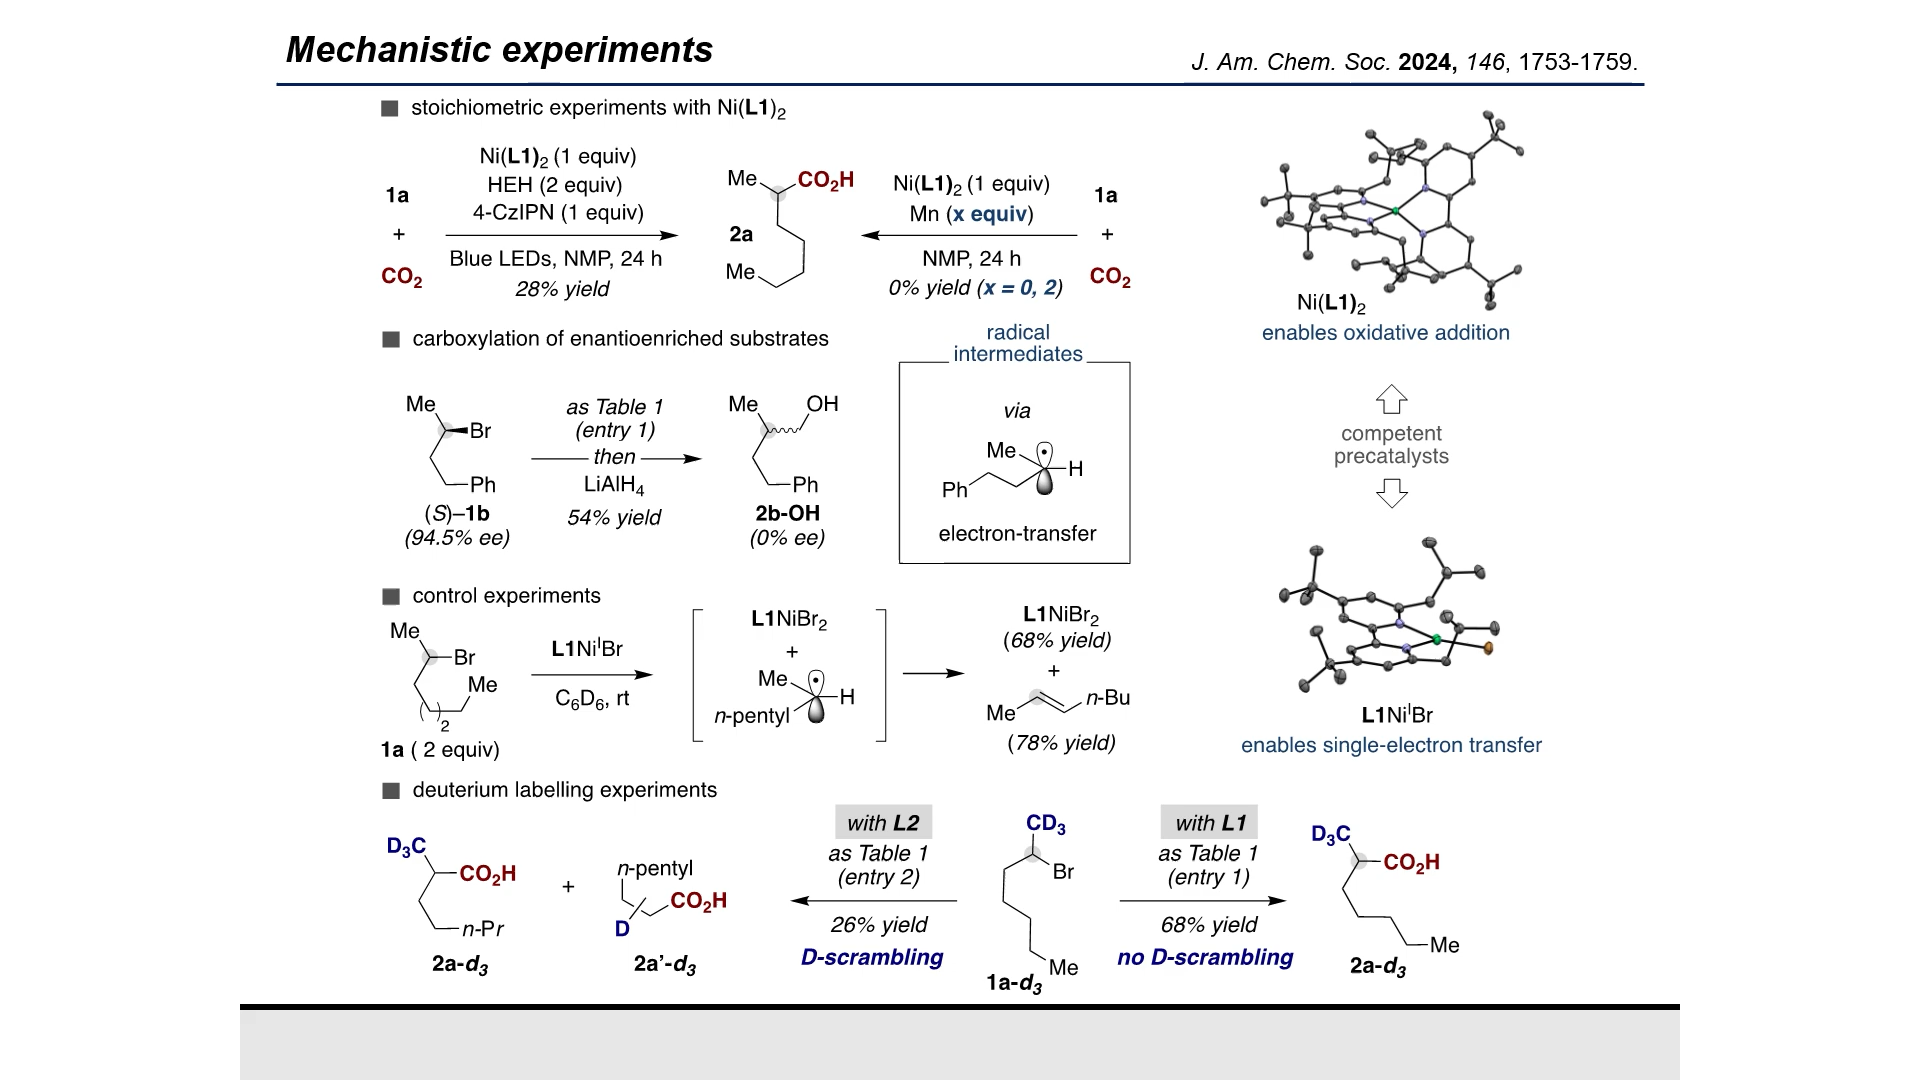 Mechanistic experiments
J. Am. Chem. Soc. 2024, 146, 1753-1759.
stoichiometric experiments with Ni(L1)2
1a
+
CO2
Ni(L1)2 (1 equiv)
HEH (2 equiv)
4-CzIPN (1 equiv)
Blue LEDs, NMP, 24 h
28% yield
Me
CO2H
2a
Me
Ni(L1)2 (1 equiv)
Mn (x equiv)
NMP, 24 h
0% yield (x = 0, 2)
1a
+
CO2
Ni(L1)2
enables oxidative addition
carboxylation of enantioenriched substrates
Me
Br
Ph
(S)–1b
(94.5% ee)
as Table 1
(entry 1)
then
LiAlH4
54% yield
Me
OH
Ph
2b-OH
(0% ee)
radical
intermediates
via
Me
H
Ph
electron-transfer
competent
precatalysts
control experiments
Me
Br
Me
( )2
1a ( 2 equiv)
L1NiIBr
C6D6, rt
L1NiBr2
+
Me
H
n-pentyl
L1NiBr2
(68% yield)
+
Me
n-Bu
(78% yield)
L1NiIBr
enables single-electron transfer
deuterium labelling experiments
D3C
CO2H
n-Pr
2a-d3
+
n-pentyl
CO2H
D
2a'-d3
with L2
as Table 1
(entry 2)
26% yield
D-scrambling
CD3
Br
Me
1a-d3
with L1
as Table 1
(entry 1)
68% yield
no D-scrambling
D3C
CO2H
Me
2a-d3